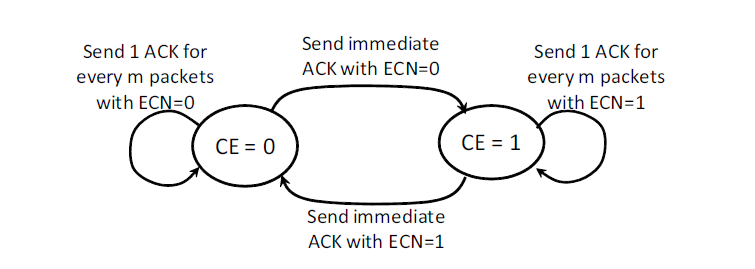 Send 1 ACK for
every m packets
with ECN=0
Send immediate
ACK with ECN=0
Send 1 ACK for
every m packets
with ECN=1
CE = 0
CE = 1
Send immediate
ACK with ECN=1